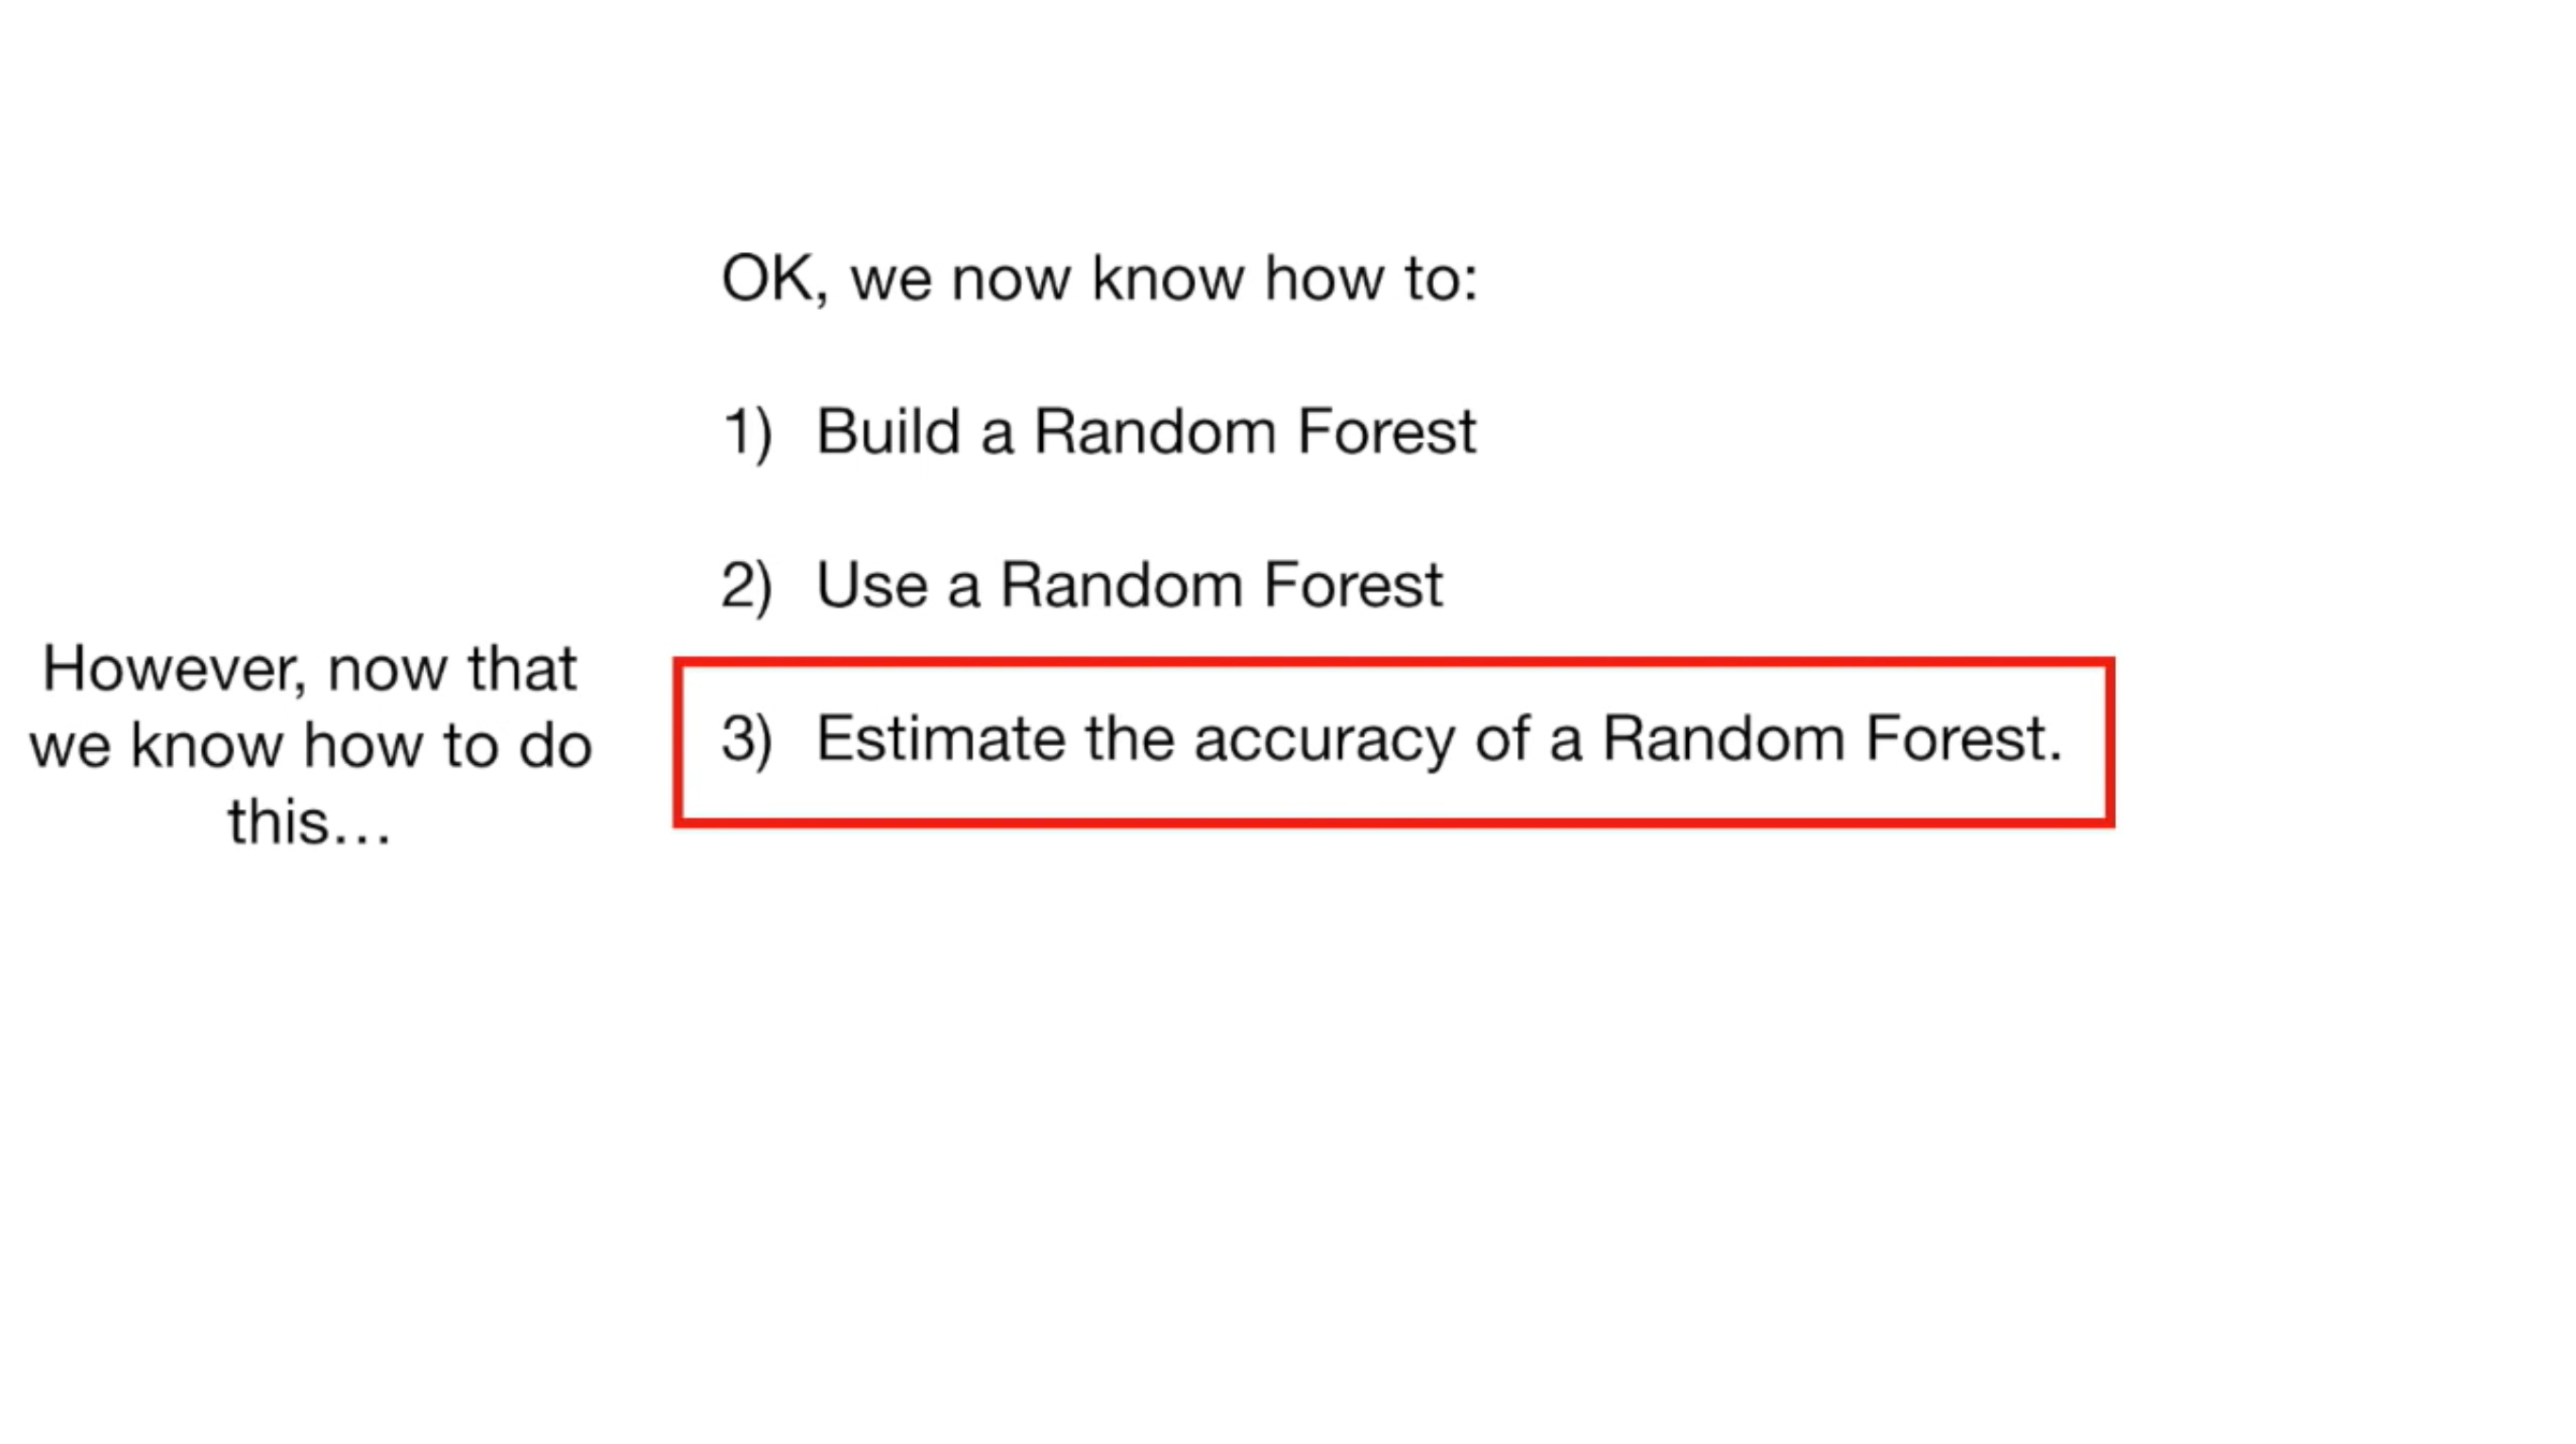 OK, we now know how to:
1) Build a Random Forest
2) Use a Random Forest
However, now that
we know how to do
this…
3) Estimate the accuracy of a Random Forest.